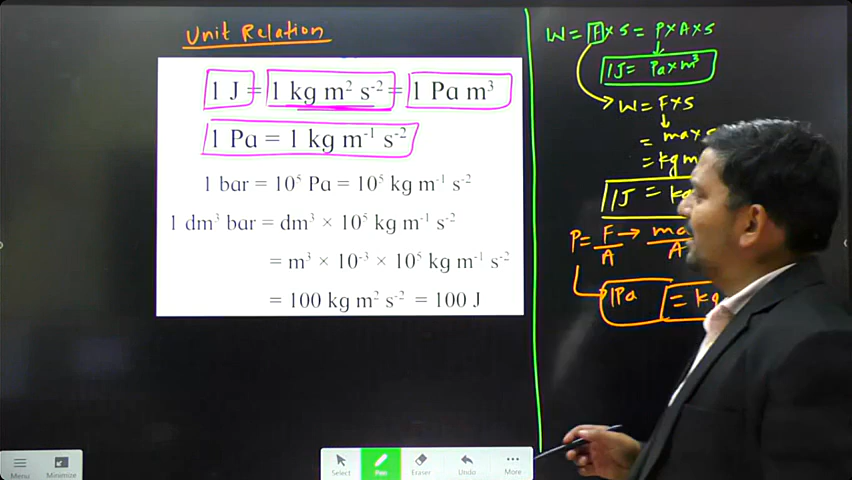 Unit Relation
1 J = 1 kg m² s⁻² = 1 Pa m³
1 Pa = 1 kg m⁻¹ s⁻²
1 bar = 10⁵ Pa = 10⁵ kg m⁻¹ s⁻²
1 dm³ bar = dm³ × 10⁵ kg m⁻¹ s⁻²
= m³ × 10⁻³ × 10⁵ kg m⁻¹ s⁻²
= 100 kg m² s⁻² = 100 J
W = F × S = P × A × S
1J = Pa × m³
W = F × S
= ma × S
= kg m
1J = kg
P = F/A → ma/A
1Pa = kg
Menu
Minimize
Select
Pen
Eraser
Undo
More